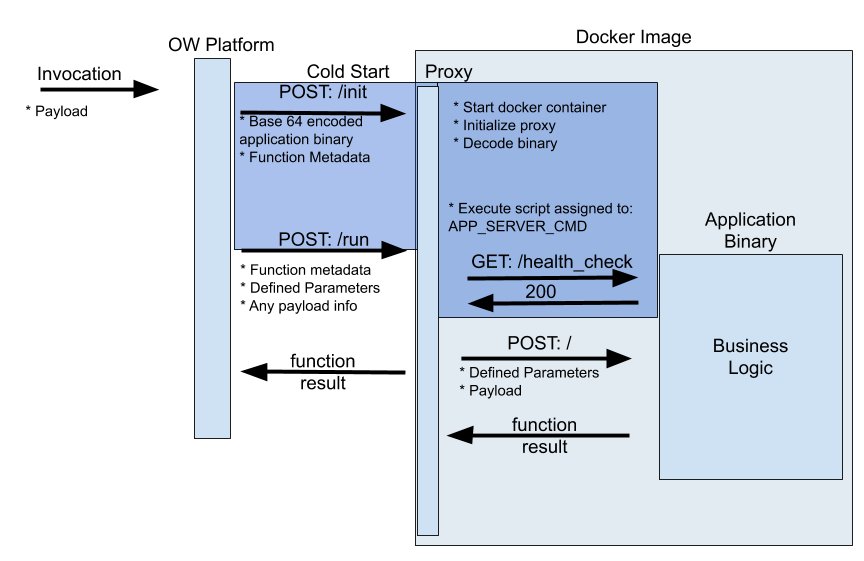 Docker Image
OW Platform
Invocation
* Payload
Cold Start
Proxy
POST: /init
* Base 64 encoded
application binary
* Function Metadata
* Start docker container
* Initialize proxy
* Decode binary
* Execute script assigned to:
APP_SERVER_CMD
Application
Binary
POST: /run
* Function metadata
* Defined Parameters
* Any payload info
GET: /health_check
200
POST: /
* Defined Parameters
* Payload
Business
Logic
function
result
function
result